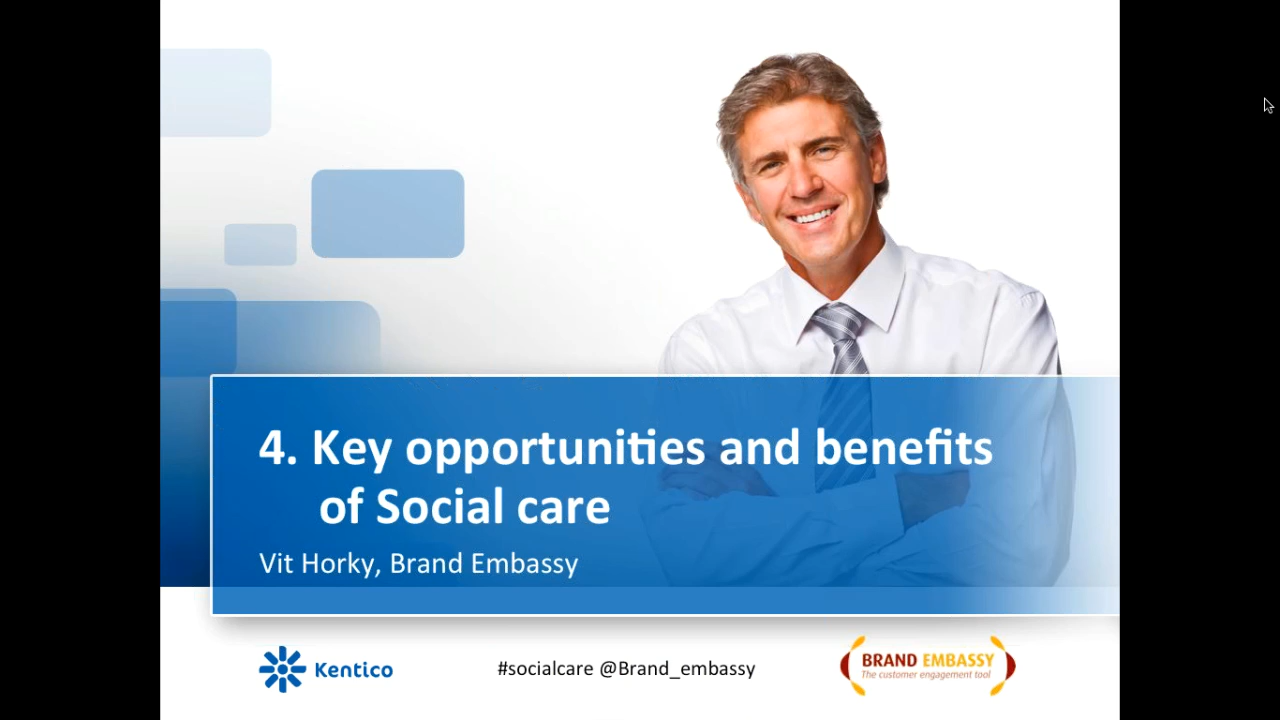 4. Key opportunities and benefits
of Social care
Vit Horky, Brand Embassy
Kentico
#socialcare @Brand_embassy
BRAND EMBASSY
The customer engagement tool